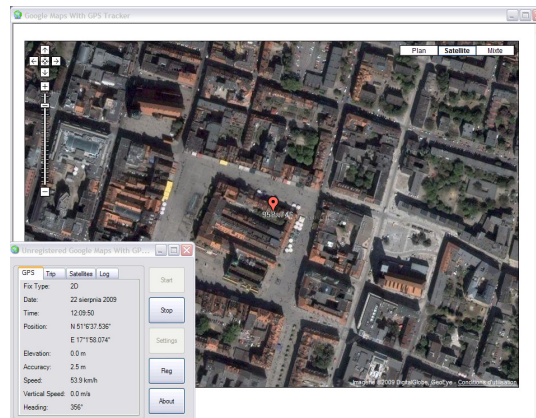 Google Maps With GPS Tracker
Plan Satellite Mixte
Unregistered Google Maps With GP...
GPS Trip Satellites Log
Fix Type: 2D
Date: 22 sierpnia 2009
Time: 12:09:50
Position: N 51°6'37.536"
E 17°1'58.074"
Elevation: 0.0 m
Accuracy: 2.5 m
Speed: 53.9 km/h
Vertical Speed: 0.0 m/s
Heading: 356°
Start
Stop
Settings
Reg
About
Imagerie ©2009 DigitalGlobe, GeoEye - Conditions d'utilisation